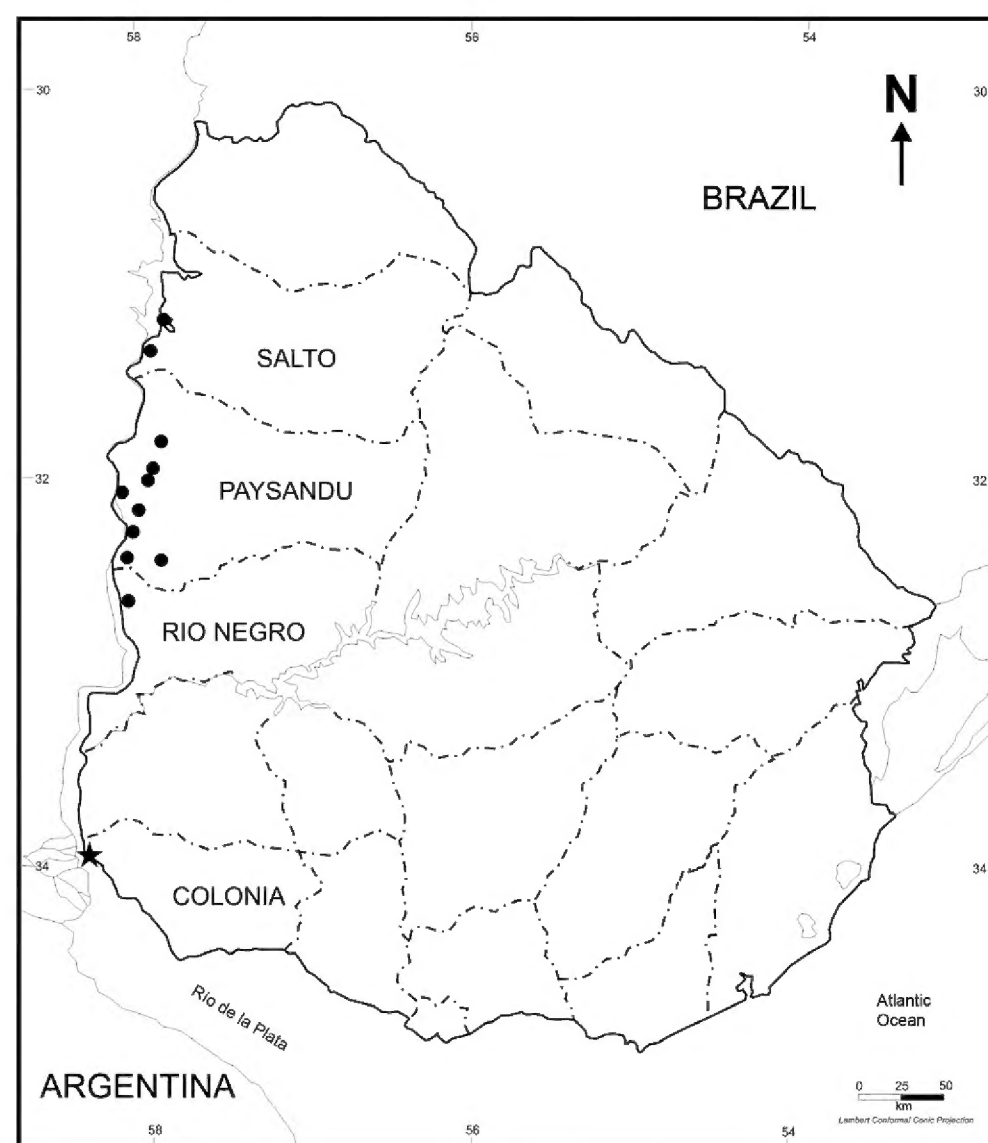 58 56 54
30 30
N
BRAZIL
SALTO
32 32
PAYSANDU
RIO NEGRO
34 34
COLONIA
Rio de la Plata
Atlantic
Ocean
ARGENTINA
0 25 50
km
Lambert Conformal Conic Projection
58 56 54